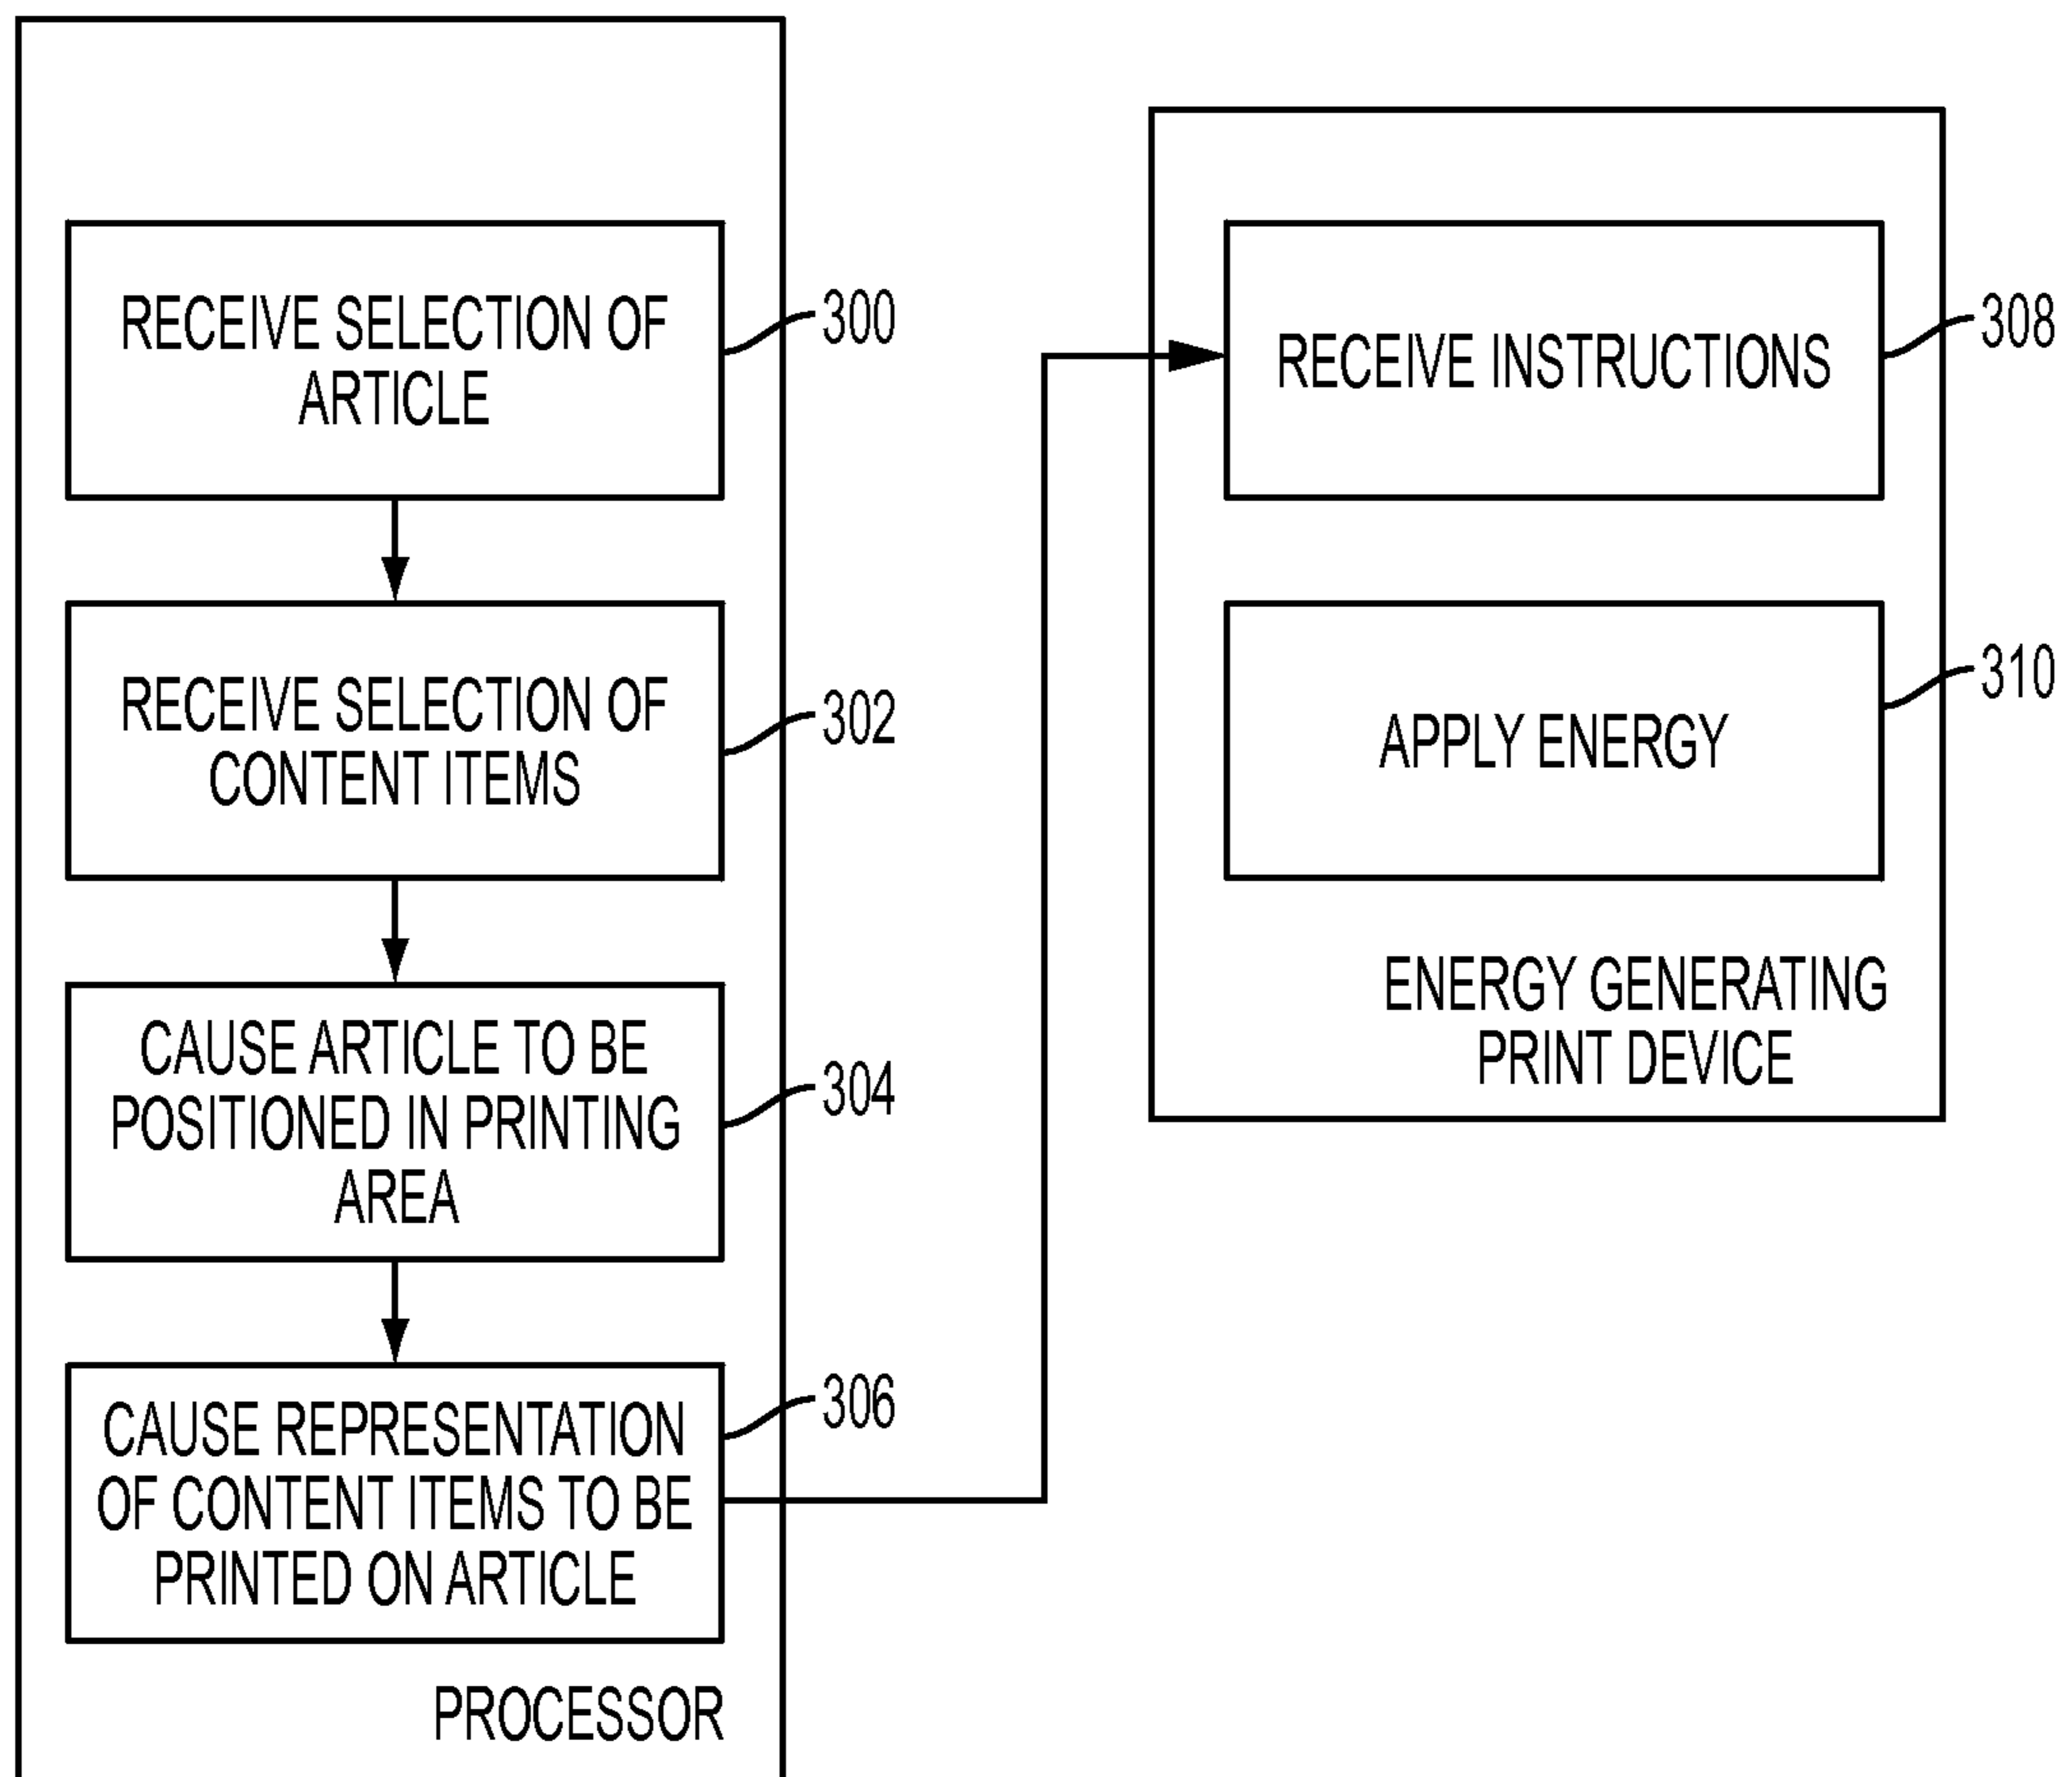 RECEIVE SELECTION OF
ARTICLE
300
RECEIVE SELECTION OF
CONTENT ITEMS
302
CAUSE ARTICLE TO BE
POSITIONED IN PRINTING
AREA
304
CAUSE REPRESENTATION
OF CONTENT ITEMS TO BE
PRINTED ON ARTICLE
306
PROCESSOR
RECEIVE INSTRUCTIONS
308
APPLY ENERGY
310
ENERGY GENERATING
PRINT DEVICE